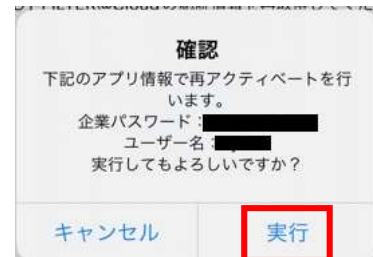 確認
下記のアプリ情報で再アクティベートを行
います。
企業パスワード：
ユーザー名：
実行してもよろしいですか？
キャンセル 実行